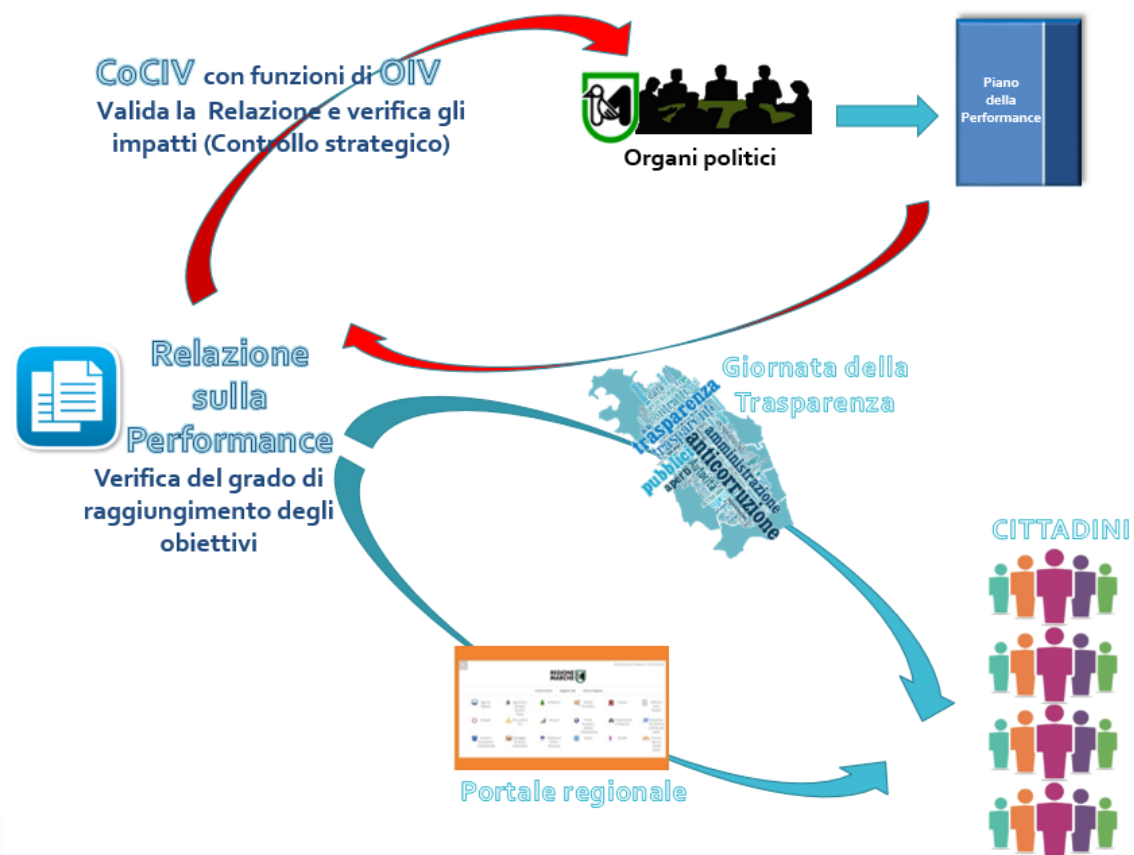 CoCIV con funzioni di OIV
Valida la Relazione e verifica gli
impatti (Controllo strategico)
Organi politici
Piano
della
Performance
Relazione
sulla
Performance
Verifica del grado di
raggiungimento degli
obiettivi
Giornata della
Trasparenza
trasparenza
pubblici
aperti
Autorità
anticorruzione
amministrazione
CITTADINI
REGIONE
MARCHE
Portale regionale